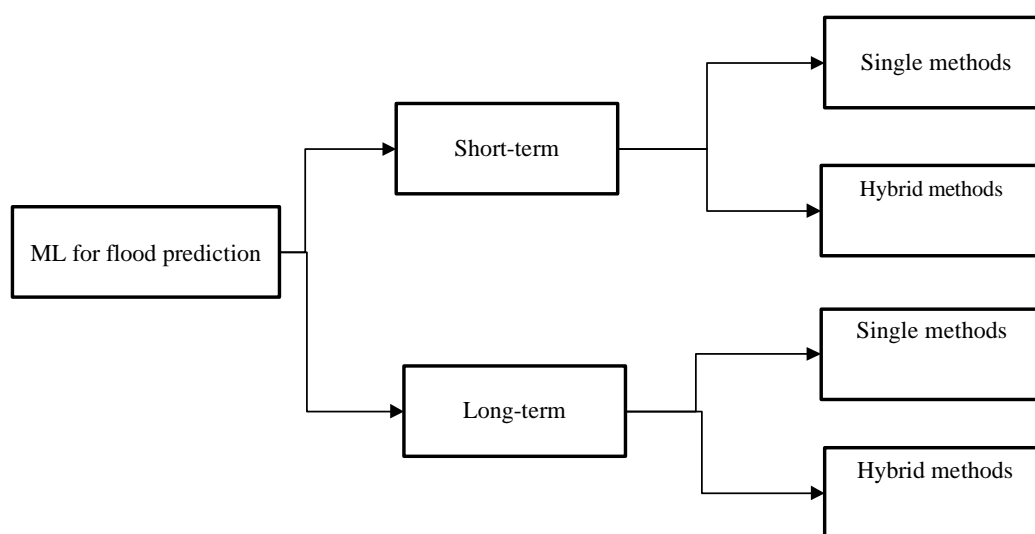 ML for flood prediction
Short-term
Single methods
Hybrid methods
Long-term
Single methods
Hybrid methods